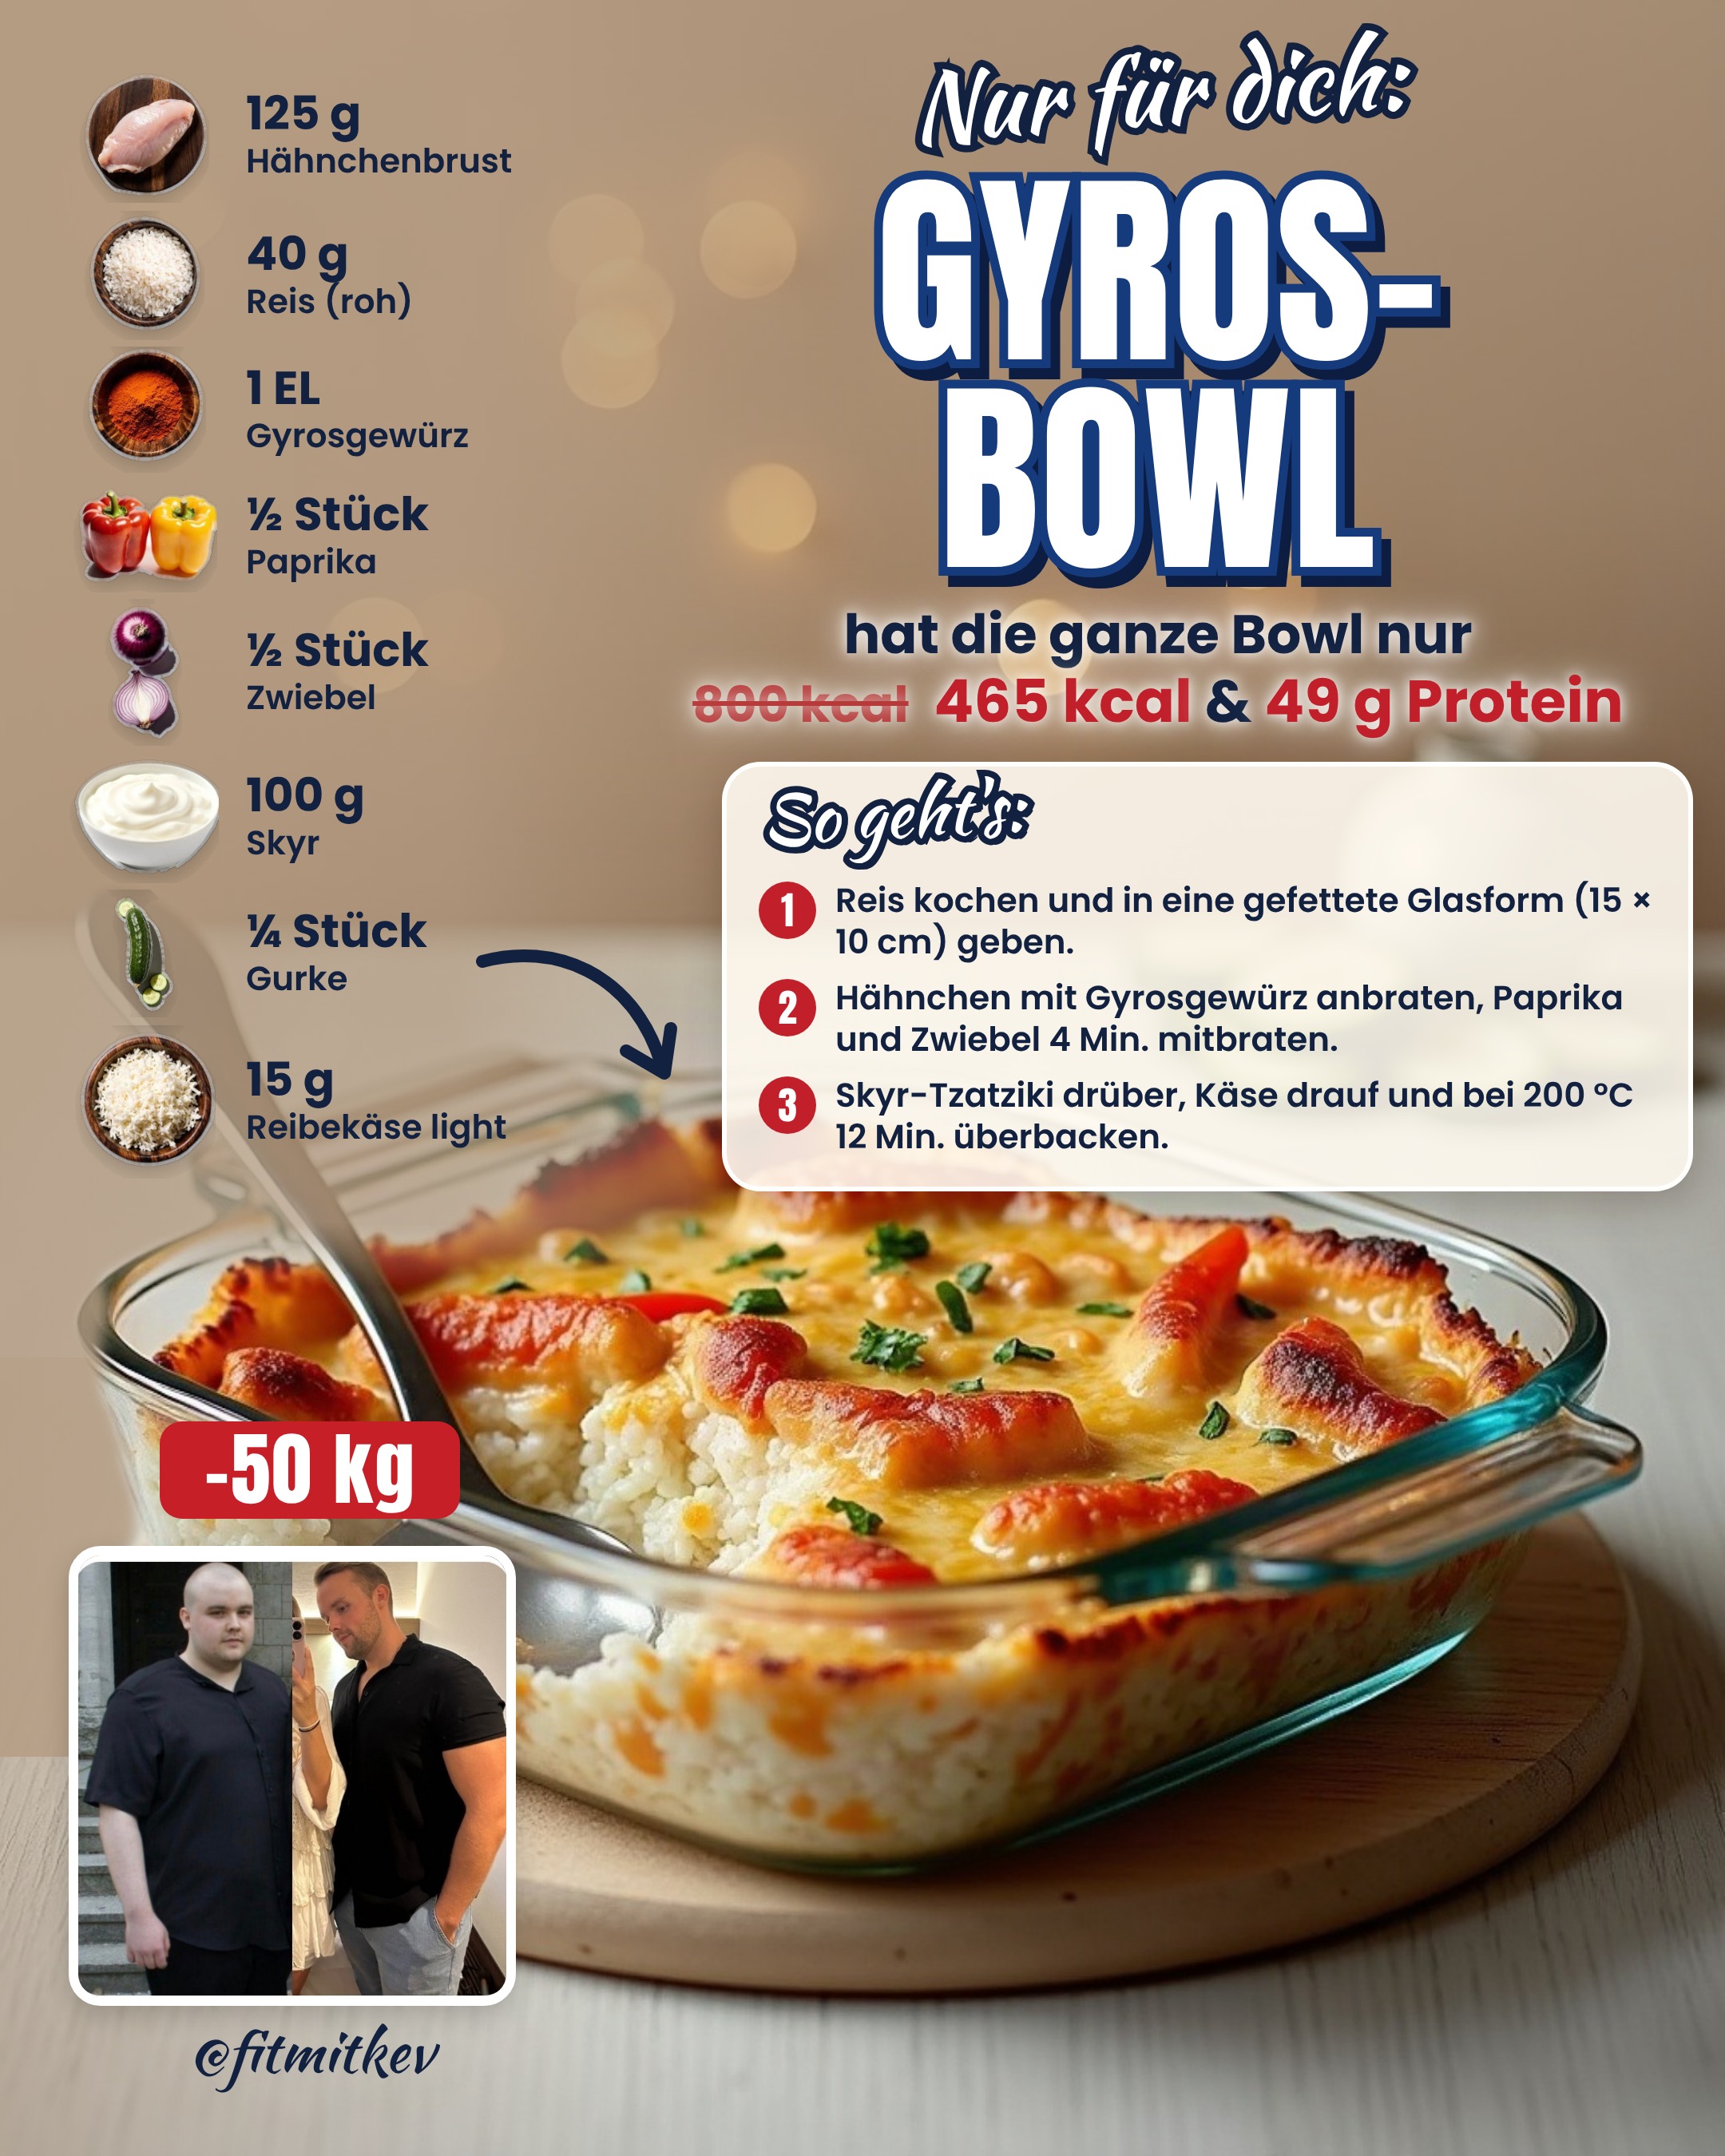 Nur für dich:
GYROS-
BOWL
hat die ganze Bowl nur
800 kcal 465 kcal & 49 g Protein
125 g
Hähnchenbrust
40 g
Reis (roh)
1 EL
Gyrosgewürz
½ Stück
Paprika
½ Stück
Zwiebel
100 g
Skyr
¼ Stück
Gurke
15 g
Reibekäse light
So geht's:
1 Reis kochen und in eine gefettete Glasform (15 ×
10 cm) geben.
2 Hähnchen mit Gyrosgewürz anbraten, Paprika
und Zwiebel 4 Min. mitbraten.
3 Skyr-Tzatziki drüber, Käse drauf und bei 200 °C
12 Min. überbacken.
-50 kg
@fitmitkev